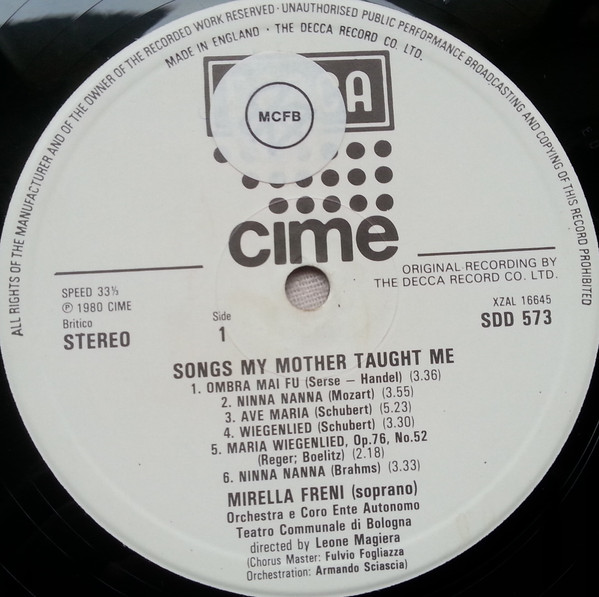 ALL RIGHTS OF THE MANUFACTURER AND OF THE OWNER OF THE RECORDED WORK RESERVED · UNAUTHORISED PUBLIC PERFORMANCE BROADCASTING AND COPYING OF THIS RECORD PROHIBITED
MADE IN ENGLAND · THE DECCA RECORD CO. LTD.
MCFB
cime
ORIGINAL RECORDING BY
THE DECCA RECORD CO. LTD.
SPEED 33⅓
℗ 1980 CIME
Britico
STEREO
Side
1
XZAL 16645
SDD 573
SONGS MY MOTHER TAUGHT ME
1. OMBRA MAI FU (Serse – Handel) (3.36)
2. NINNA NANNA (Mozart) (3.55)
3. AVE MARIA (Schubert) (5.23)
4. WIEGENLIED (Schubert) (3.30)
5. MARIA WIEGENLIED, Op.76, No.52
(Reger; Boelitz) (2.18)
6. NINNA NANNA (Brahms) (3.33)
MIRELLA FRENI (soprano)
Orchestra e Coro Ente Autonomo
Teatro Communale di Bologna
directed by Leone Magiera
(Chorus Master: Fulvio Fogliazza
Orchestration: Armando Sciascia)